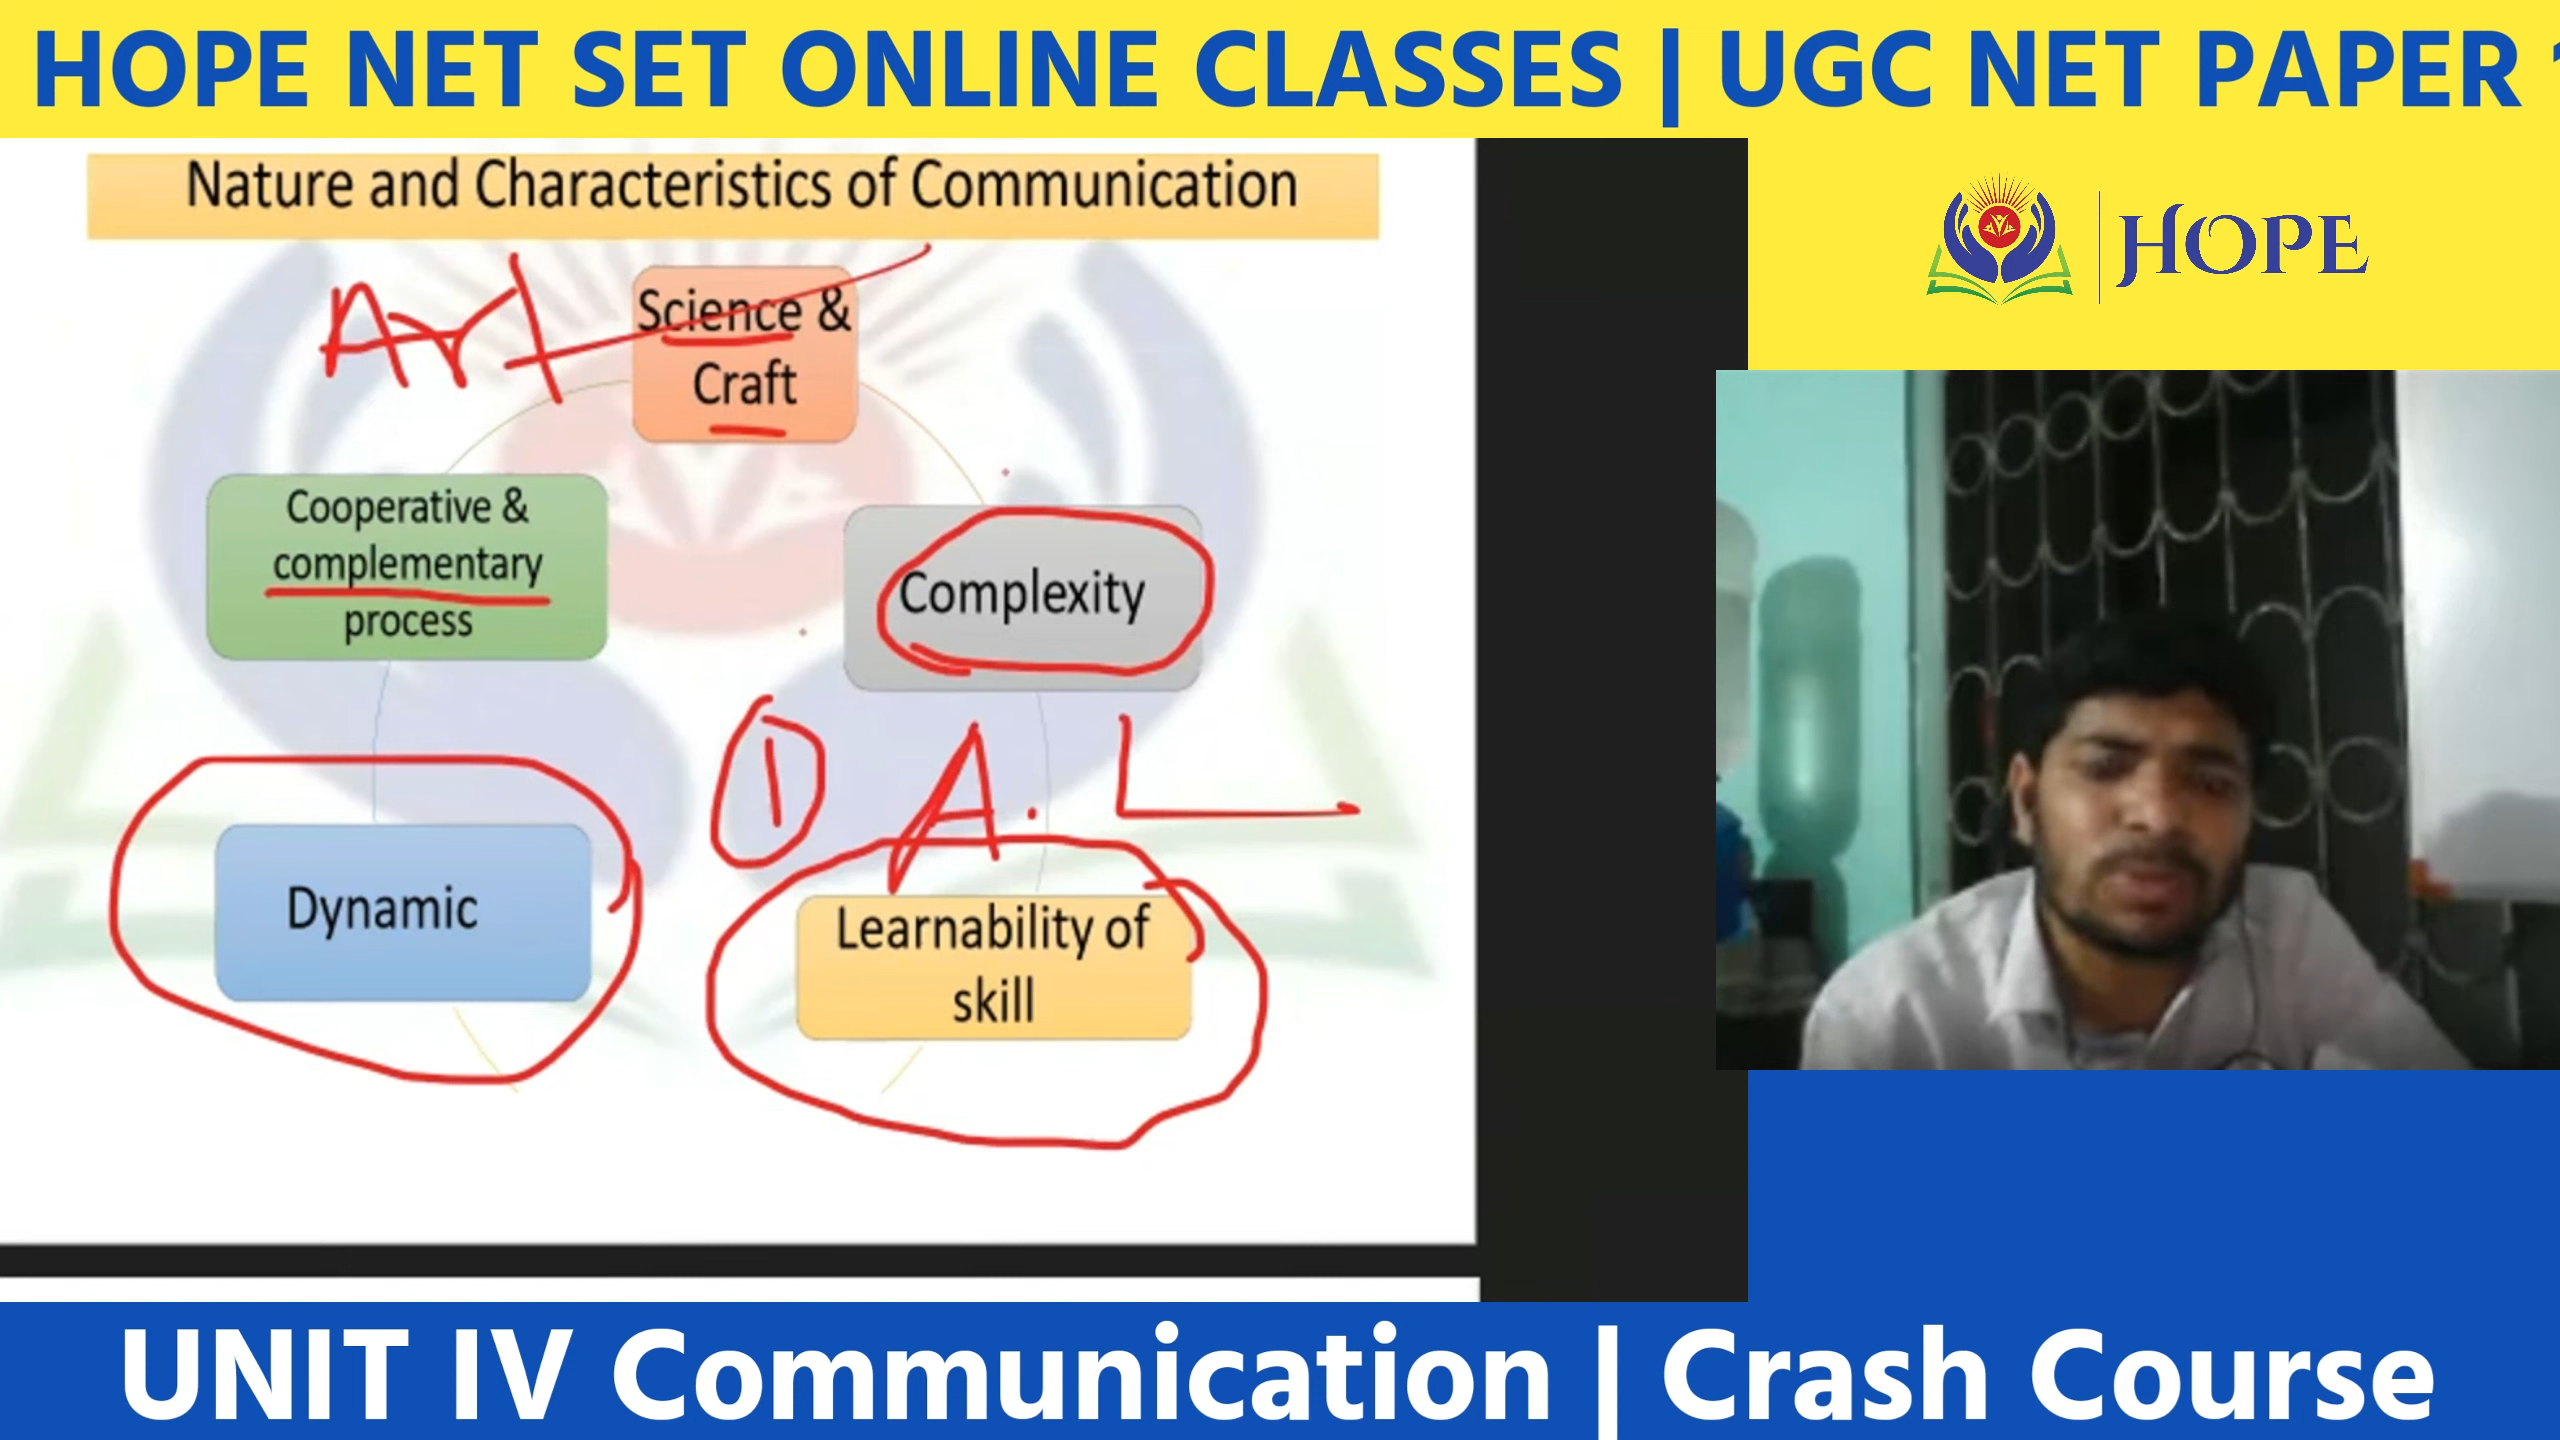 HOPE NET SET ONLINE CLASSES | UGC NET PAPER
Nature and Characteristics of Communication
HOPE
Art
Science &
Craft
Cooperative &
complementary
process
Complexity
① A. L
Dynamic
Learnability of
skill
UNIT IV Communication | Crash Course